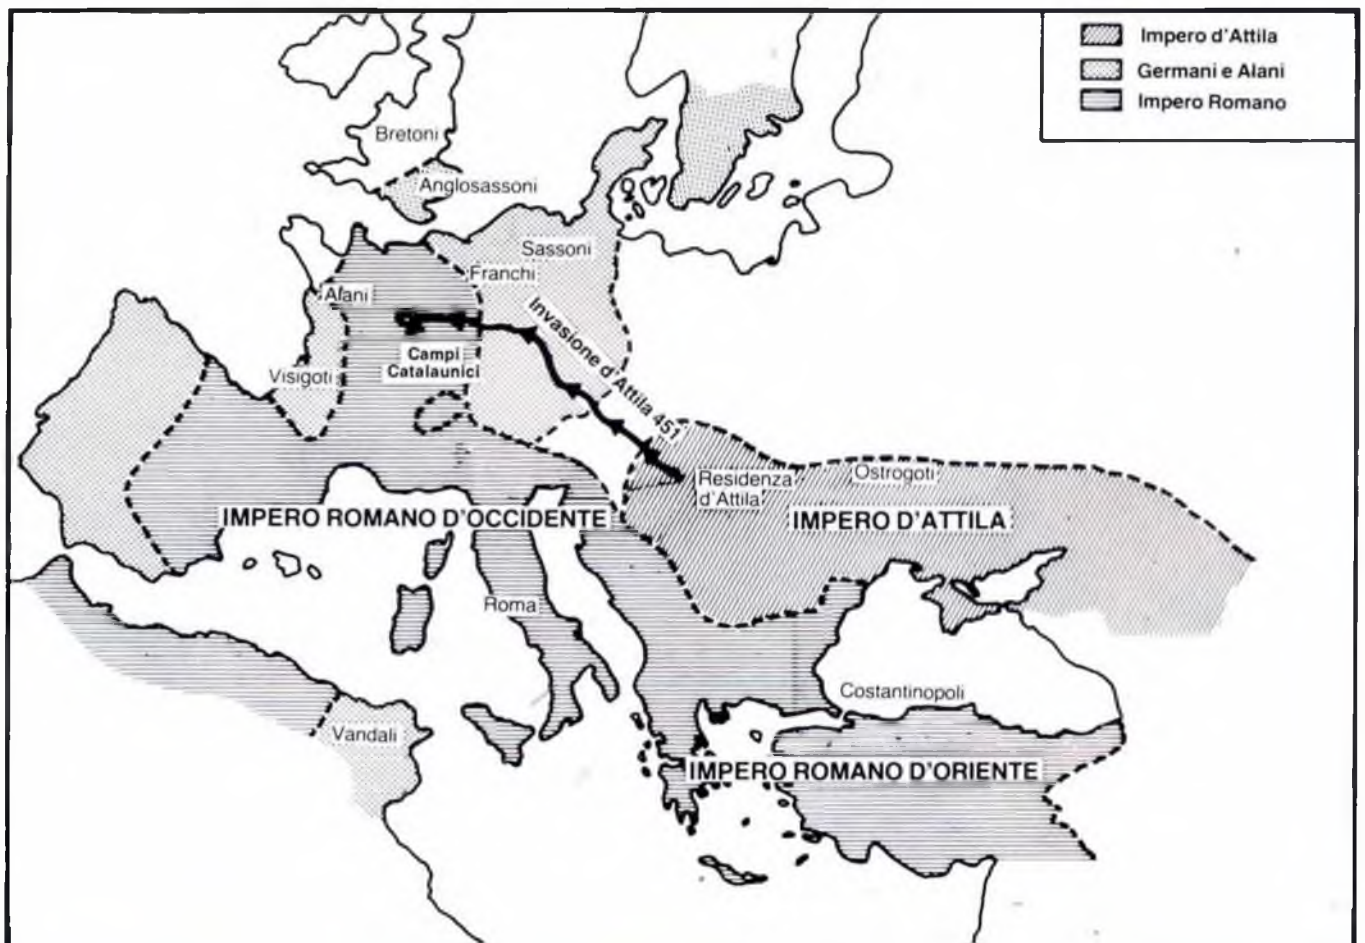 Impero d'Attila
Germani e Alani
Impero Romano
Bretoni
Anglosassoni
Sassoni
Franchi
Alani
Invasione d'Attila 451
Campi
Catalaunici
Visigoti
Residenza
d'Attila
Ostrogoti
IMPERO ROMANO D'OCCIDENTE
IMPERO D'ATTILA
Roma
Costantinopoli
Vandali
IMPERO ROMANO D'ORIENTE